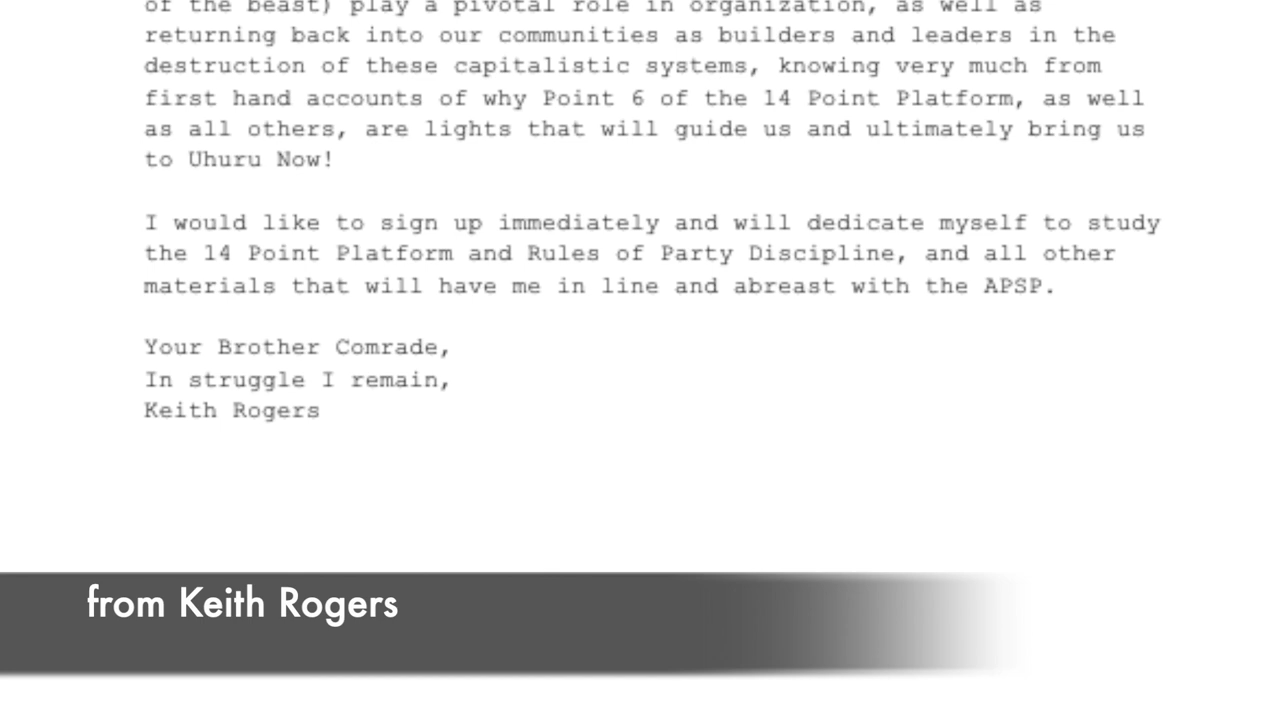 of the beast) play a pivotal role in organization, as well as
returning back into our communities as builders and leaders in the
destruction of these capitalistic systems, knowing very much from
first hand accounts of why Point 6 of the 14 Point Platform, as well
as all others, are lights that will guide us and ultimately bring us
to Uhuru Now!
I would like to sign up immediately and will dedicate myself to study
the 14 Point Platform and Rules of Party Discipline, and all other
materials that will have me in line and abreast with the APSP.
Your Brother Comrade,
In struggle I remain,
Keith Rogers
from Keith Rogers